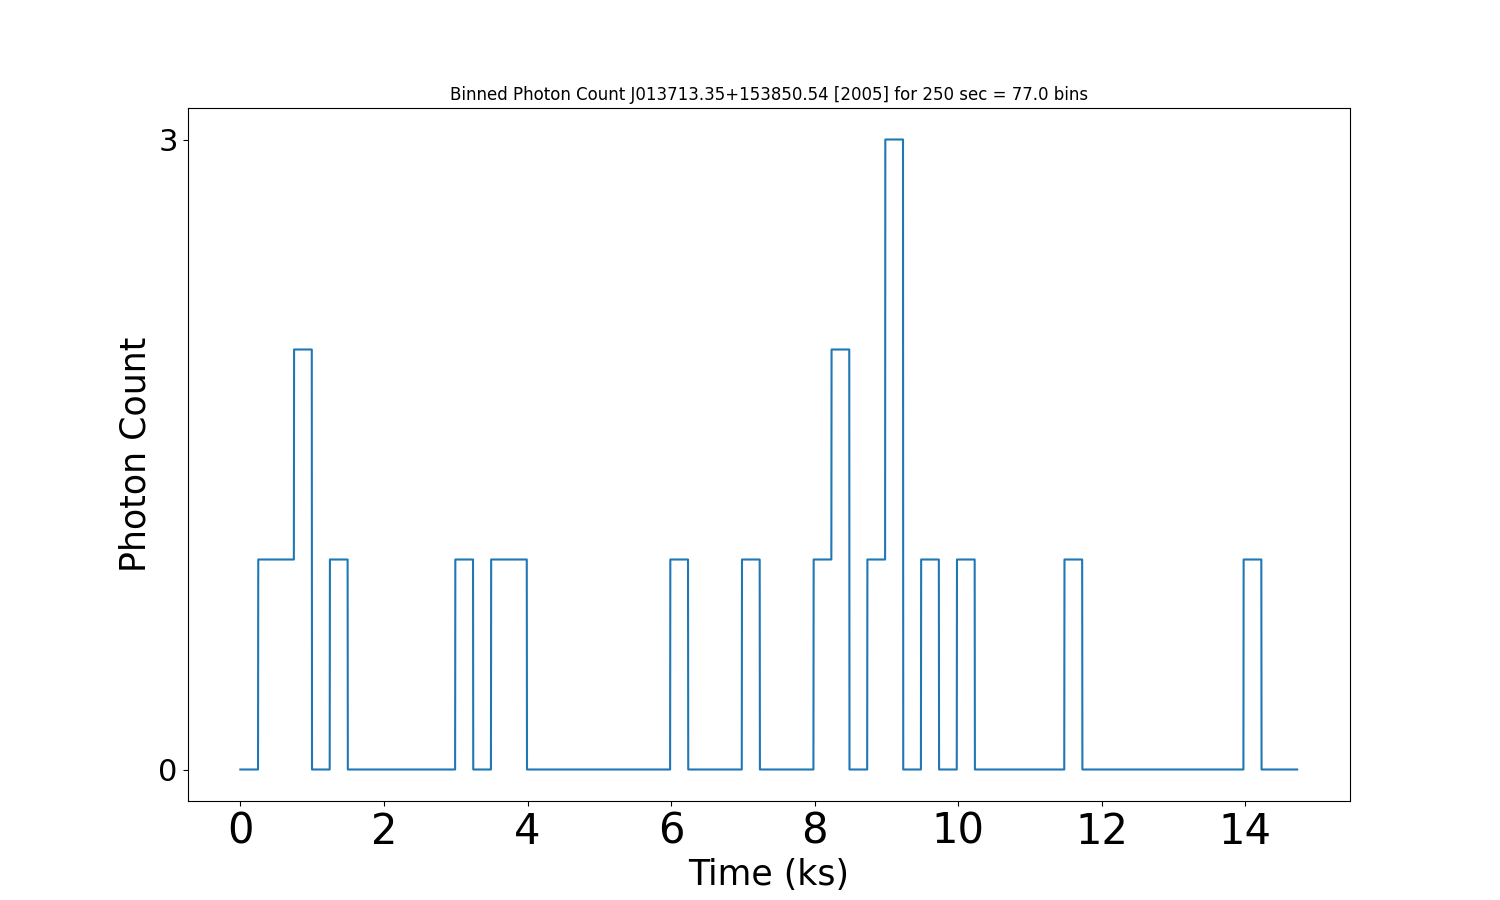 Binned Photon Count J013713.35+153850.54 [2005] for 250 sec = 77.0 bins
3
0
Photon Count
0 2 4 6 8 10 12 14
Time (ks)